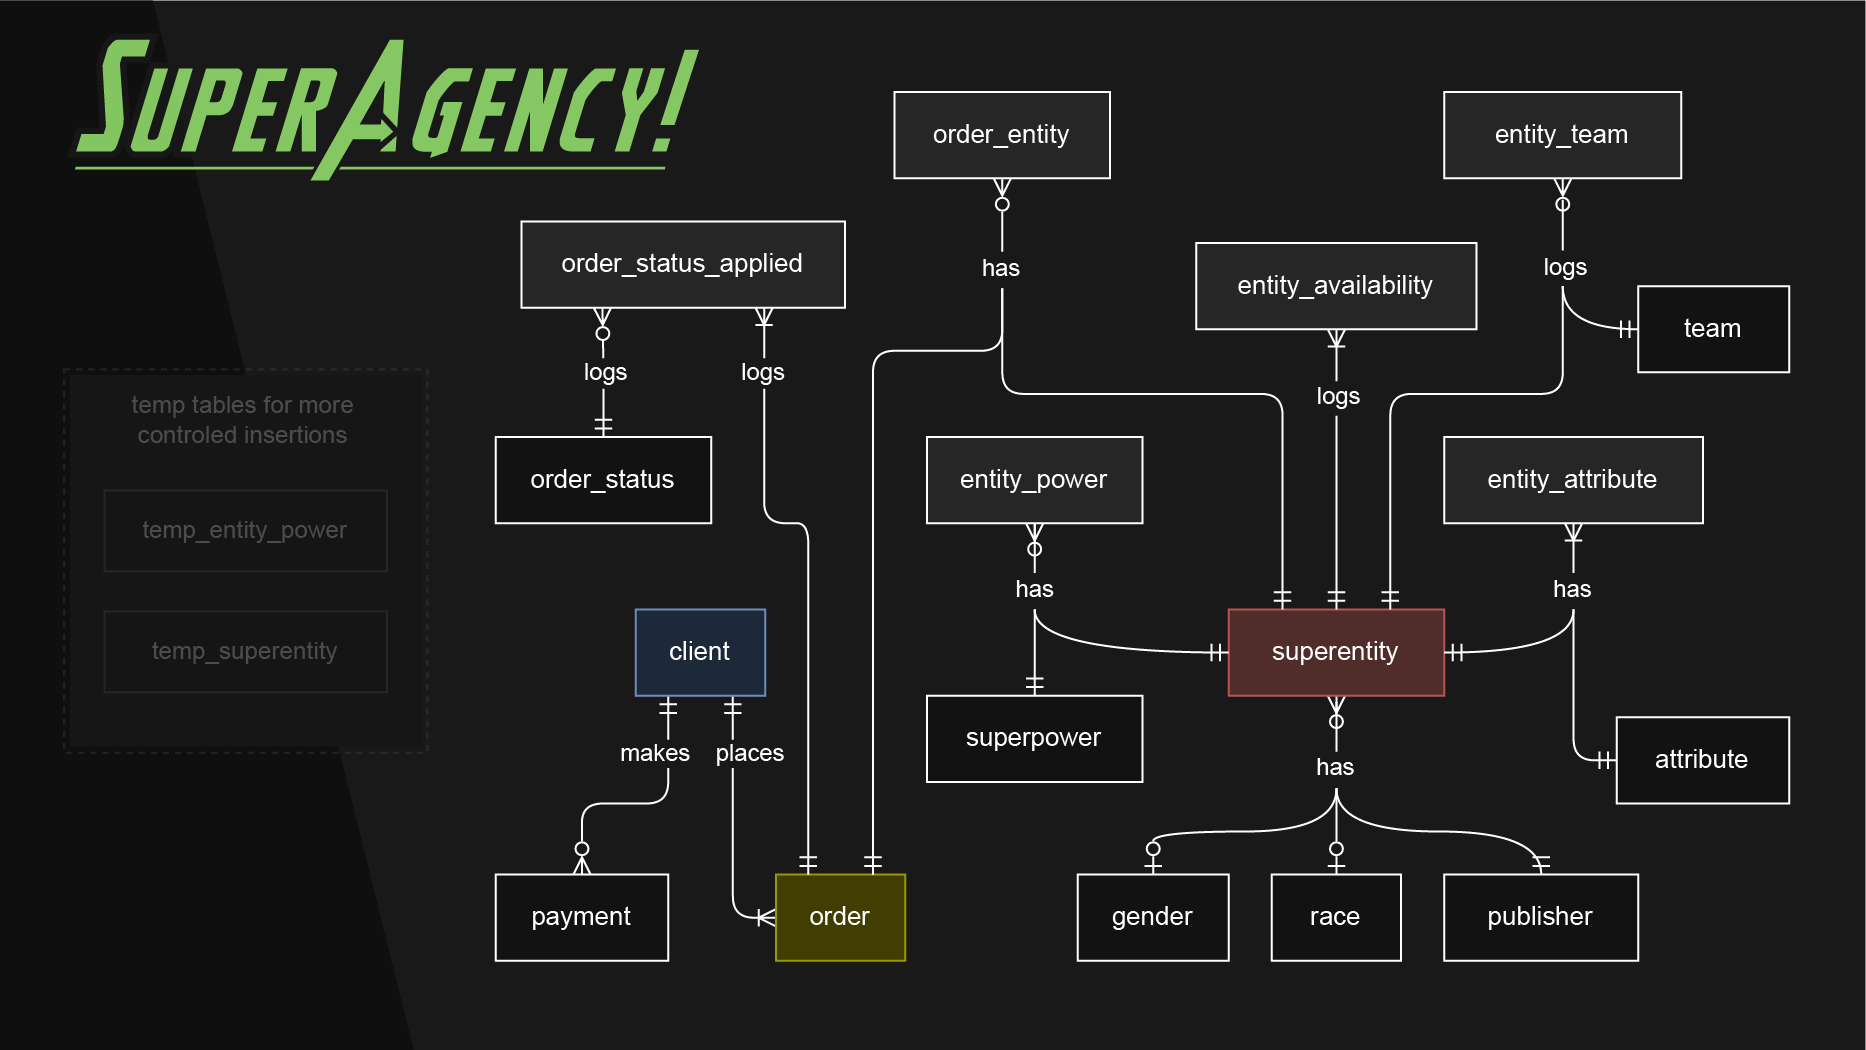 SUPERAGENCY!
order_entity
entity_team
order_status_applied
has
entity_availability
logs
team
logs
logs
logs
temp tables for more
controled insertions
order_status
entity_power
entity_attribute
temp_entity_power
has
has
temp_superentity
client
superentity
makes
places
superpower
has
attribute
payment
order
gender
race
publisher